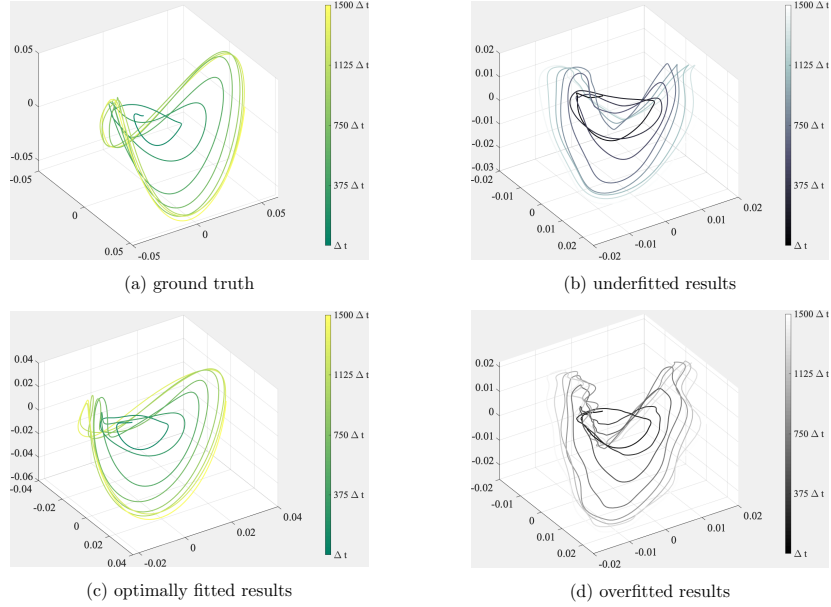 1500 Δ t
1125 Δ t
750 Δ t
375 Δ t
Δ t
0.05
0
-0.05
-0.05
0
0.05
-0.05
0
0.05
(a) ground truth
1500 Δ t
1125 Δ t
750 Δ t
375 Δ t
Δ t
0.02
0.01
0
-0.01
-0.02
-0.03
-0.02
-0.01
0
0.01
0.02
-0.02
-0.01
0
0.01
0.02
(b) underfitted results
1500 Δ t
1125 Δ t
750 Δ t
375 Δ t
Δ t
0.04
0.02
0
-0.02
-0.04
-0.06
-0.04
-0.02
0
0.02
0.04
-0.02
0
0.02
0.04
(c) optimally fitted results
1500 Δ t
1125 Δ t
750 Δ t
375 Δ t
Δ t
0.02
0.01
0
-0.01
-0.02
-0.02
-0.01
0
0.01
0.02
-0.02
-0.01
0
0.01
0.02
(d) overfitted results